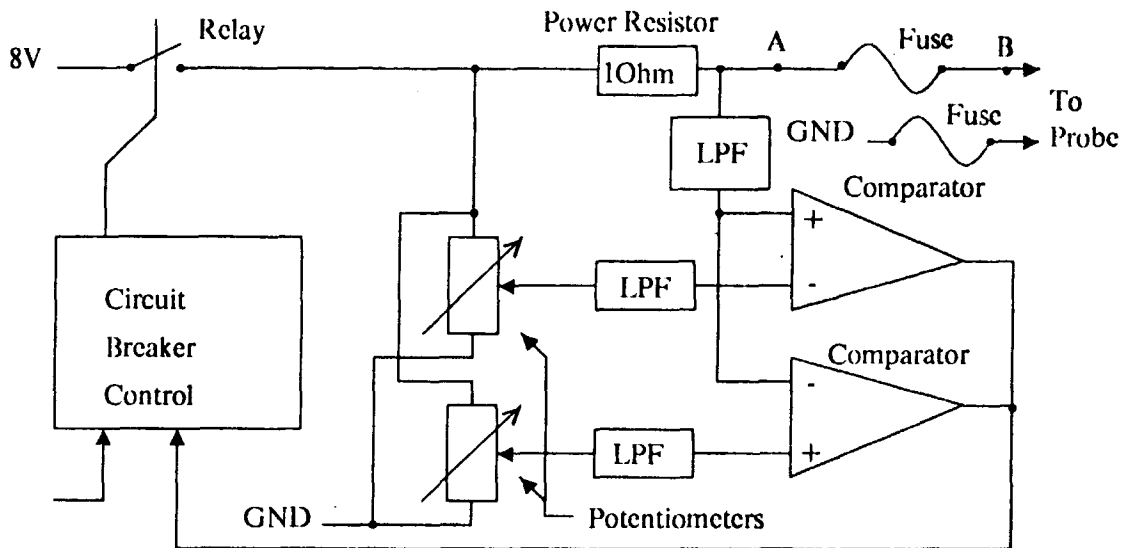 8V
Relay
Power Resistor
1Ohm
A
Fuse
B
To
Probe
GND
Fuse
LPF
Comparator
+
-
LPF
Circuit
Breaker
Control
Comparator
-
+
LPF
GND
Potentiometers